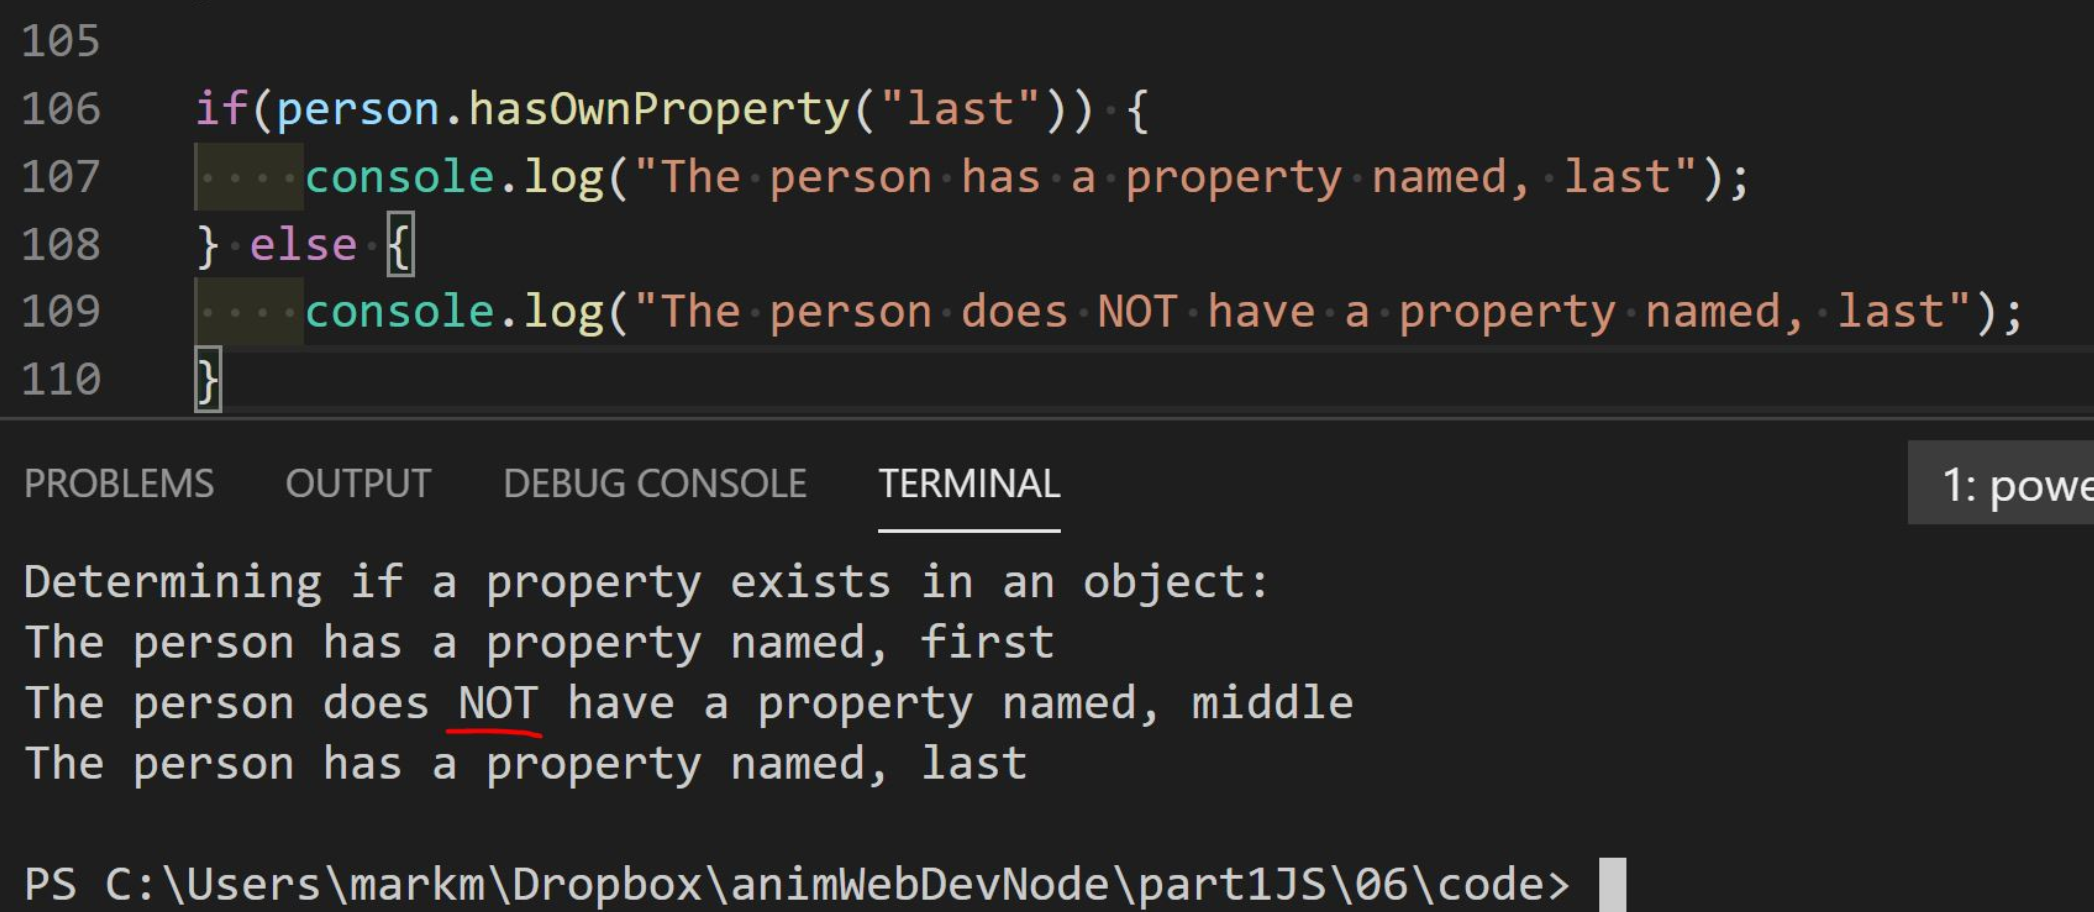 105
106 if(person.hasOwnProperty("last")) {
107 console.log("The person has a property named, last");
108 } else {
109 console.log("The person does NOT have a property named, last");
110 }
PROBLEMS OUTPUT DEBUG CONSOLE TERMINAL 1: powe
Determining if a property exists in an object:
The person has a property named, first
The person does NOT have a property named, middle
The person has a property named, last
PS C:\Users\markm\Dropbox\animWebDevNode\part1JS\06\code>